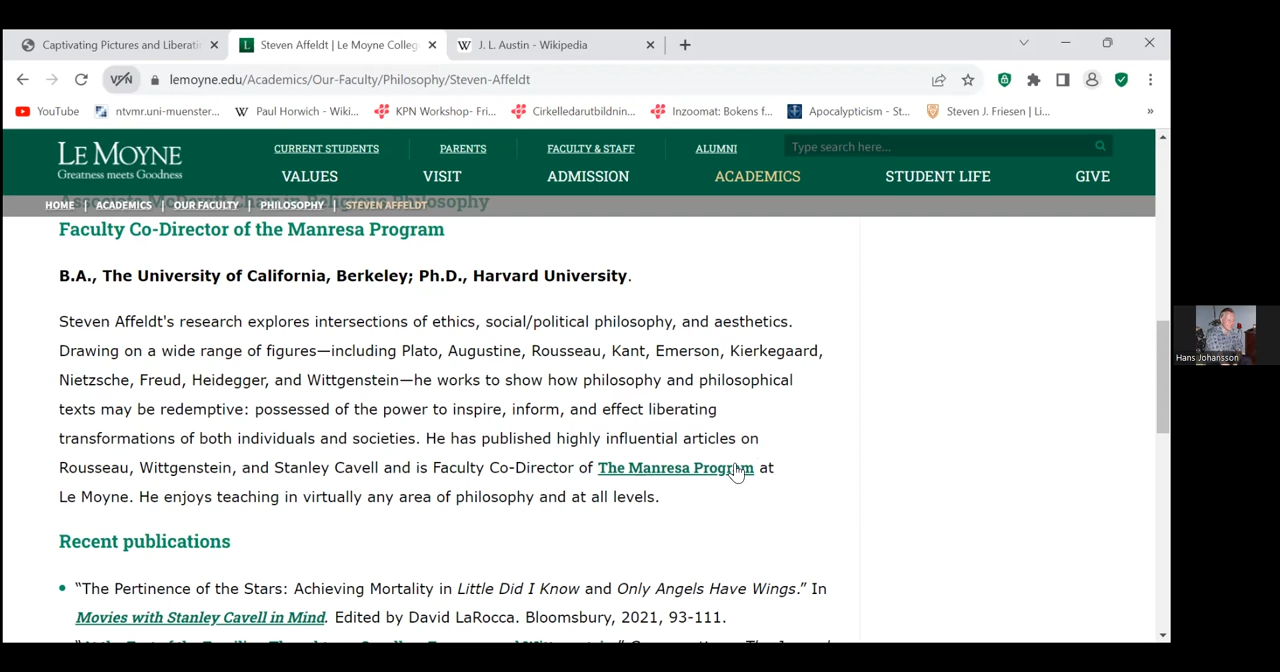 Captivating Pictures and Liberati
Steven Affeldt | Le Moyne Colleg
J. L. Austin - Wikipedia
VPN
lemoyne.edu/Academics/Our-Faculty/Philosophy/Steven-Affeldt
YouTube
ntvmr.uni-muenster...
Paul Horwich - Wiki...
KPN Workshop- Fri...
Cirkelledarutbildnin...
Inzoomat: Bokens f...
Apocalypticism - St...
Steven J. Friesen | Li...
»
LE MOYNE
Greatness meets Goodness
CURRENT STUDENTS
PARENTS
FACULTY & STAFF
ALUMNI
Type search here...
VALUES
VISIT
ADMISSION
ACADEMICS
STUDENT LIFE
GIVE
Associate McDevitt Chair in Religious Philosophy
HOME | ACADEMICS | OUR FACULTY | PHILOSOPHY | STEVEN AFFELDT
Faculty Co-Director of the Manresa Program
B.A., The University of California, Berkeley; Ph.D., Harvard University.
Steven Affeldt's research explores intersections of ethics, social/political philosophy, and aesthetics.
Drawing on a wide range of figures—including Plato, Augustine, Rousseau, Kant, Emerson, Kierkegaard,
Nietzsche, Freud, Heidegger, and Wittgenstein—he works to show how philosophy and philosophical
texts may be redemptive: possessed of the power to inspire, inform, and effect liberating
transformations of both individuals and societies. He has published highly influential articles on
Rousseau, Wittgenstein, and Stanley Cavell and is Faculty Co-Director of The Manresa Program at
Le Moyne. He enjoys teaching in virtually any area of philosophy and at all levels.
Recent publications
• “The Pertinence of the Stars: Achieving Mortality in Little Did I Know and Only Angels Have Wings.” In
Movies with Stanley Cavell in Mind. Edited by David LaRocca. Bloomsbury, 2021, 93-111.
Hans Johansson